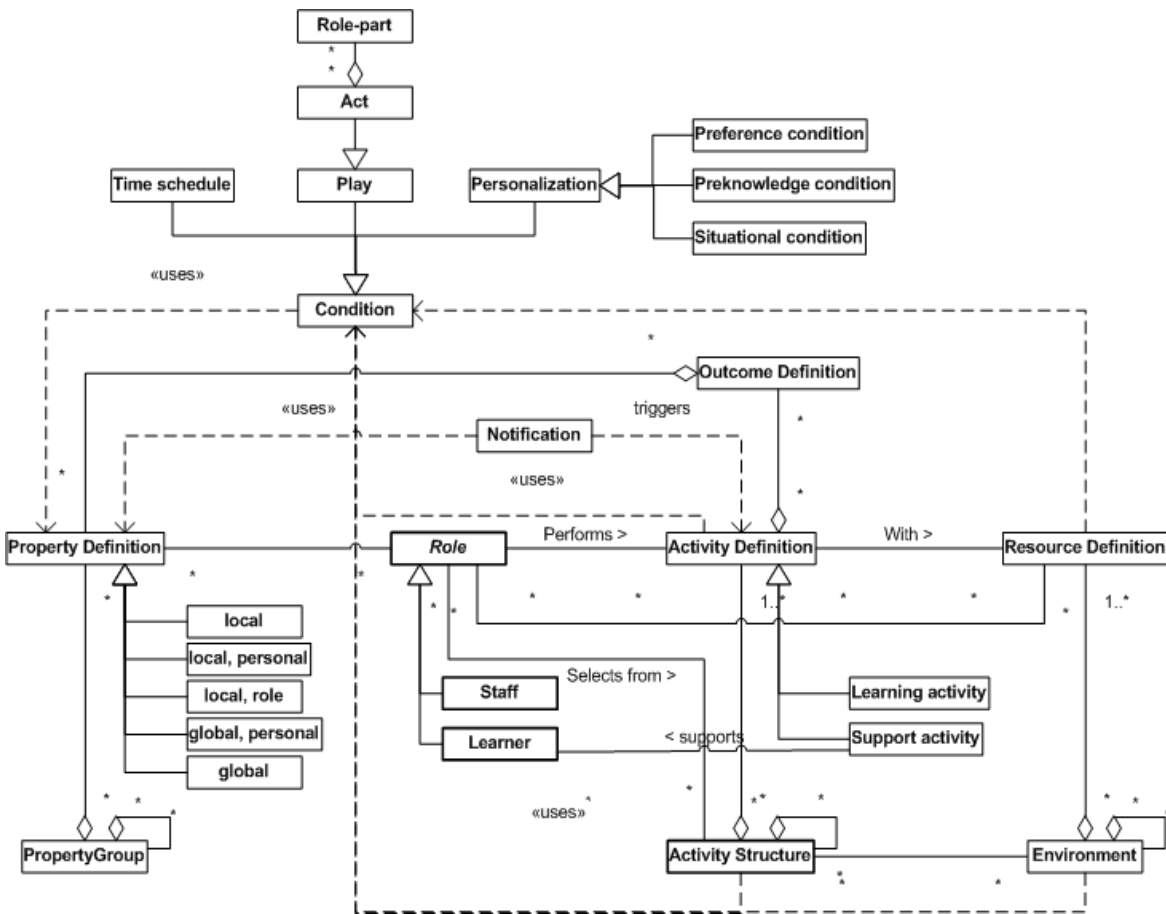 Role-part
*
*
Act
Preference condition
Time schedule
Play
Personalization
Preknowledge condition
Situational condition
«uses»
Condition
*
Outcome Definition
«uses»
triggers
*
Notification
*
«uses»
*
Property Definition
Role
Performs >
Activity Definition
With >
Resource Definition
*
*
*
*
*
*
*
1..*
*
*
*
1..*
local
local, personal
Selects from >
Staff
Learning activity
local, role
global, personal
Learner
< supports
Support activity
global
*
*
*
«uses»
*
*
*
*
*
*
*
*
PropertyGroup
Activity Structure
Environment
*
*
*